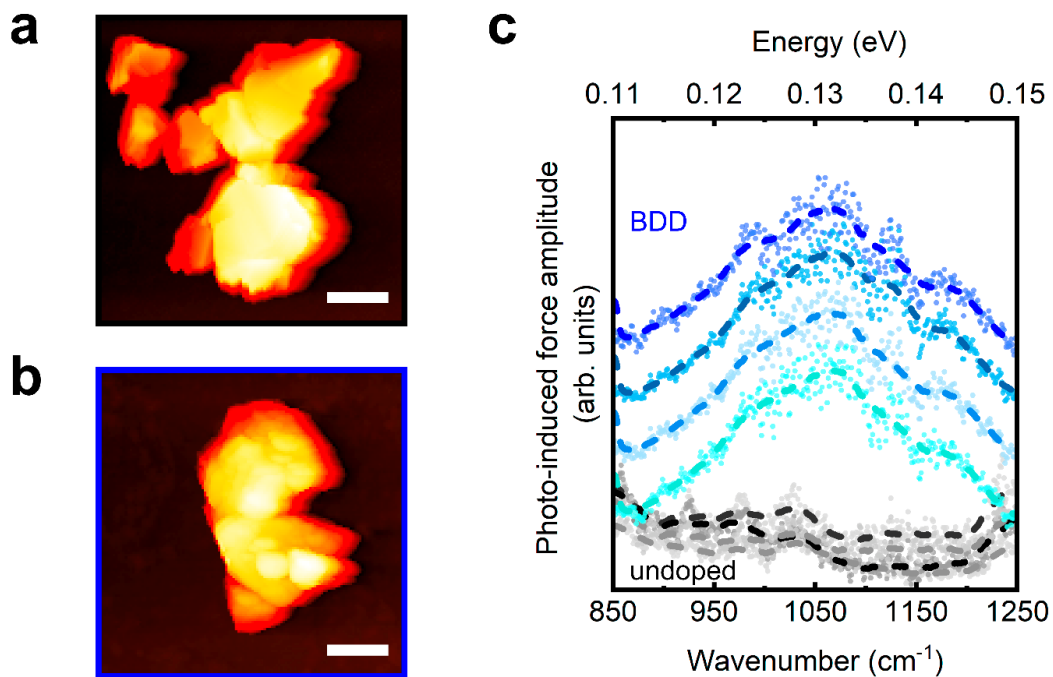 a
b
c
Energy (eV)
0.11 0.12 0.13 0.14 0.15
Photo-induced force amplitude
(arb. units)
BDD
undoped
850 950 1050 1150 1250
Wavenumber (cm⁻¹)